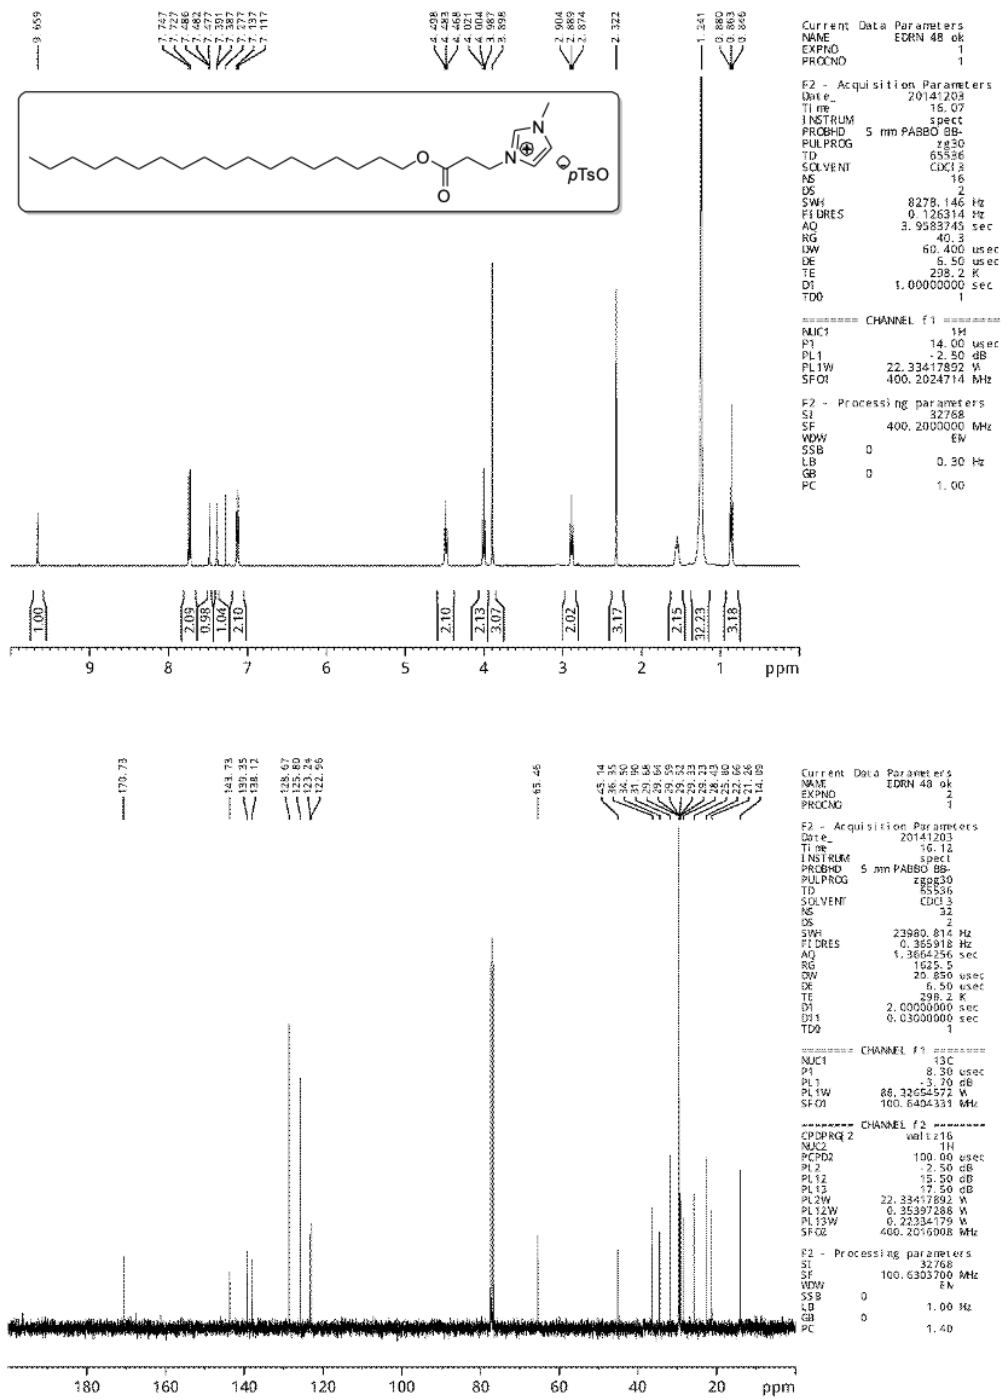 9.659
7.747
7.727
7.486
7.482
7.477
7.391
7.387
7.277
7.137
7.117
4.498
4.483
4.468
4.021
4.004
3.987
3.898
2.904
2.889
2.874
2.322
1.241
0.880
0.863
0.846
N
N
O
O
⊕
⊖
pTsO
1.00
2.09
0.98
1.04
2.10
2.10
2.13
3.07
2.02
3.17
2.15
32.23
3.18
9 8 7 6 5 4 3 2 1 ppm
Current Data Parameters
NAME EDRN 48 ok
EXPNO 1
PROCNO 1
F2 - Acquisition Parameters
Date_ 20141203
Time 16.07
INSTRUM spect
PROBHD 5 mm PABBO BB-
PULPROG zg30
TD 65536
SOLVENT CDCl3
NS 16
DS 2
SWH 8278.146 Hz
FIDRES 0.126314 Hz
AQ 3.9583745 sec
RG 40.3
DW 60.400 usec
DE 6.50 usec
TE 298.2 K
D1 1.00000000 sec
TD0 1
======== CHANNEL f1 ========
NUC1 1H
P1 14.00 usec
PL1 -2.50 dB
PL1W 22.33417892 W
SFO1 400.2024714 MHz
F2 - Processing parameters
SI 32768
SF 400.2000000 MHz
WDW EM
SSB 0
LB 0.30 Hz
GB 0
PC 1.00
170.73
143.73
139.35
138.12
128.67
125.80
123.24
122.96
65.46
45.14
36.35
34.50
31.90
29.68
29.64
29.59
29.52
29.33
29.23
28.43
25.80
22.66
21.26
14.09
180 160 140 120 100 80 60 40 20 ppm
Current Data Parameters
NAME EDRN 48 ok
EXPNO 2
PROCNO 1
F2 - Acquisition Parameters
Date_ 20141203
Time 16.12
INSTRUM spect
PROBHD 5 mm PABBO BB-
PULPROG zgpg30
TD 65536
SOLVENT CDCl3
NS 32
DS 2
SWH 23980.814 Hz
FIDRES 0.365918 Hz
AQ 1.3664256 sec
RG 1625.5
DW 20.850 usec
DE 6.50 usec
TE 298.2 K
D1 2.00000000 sec
D11 0.03000000 sec
TD0 1
======== CHANNEL f1 ========
NUC1 13C
P1 8.30 usec
PL1 -3.70 dB
PL1W 88.32654572 W
SFO1 100.6404331 MHz
======== CHANNEL f2 ========
CPDPRG2 waltz16
NUC2 1H
PCPD2 100.00 usec
PL2 -2.50 dB
PL12 15.50 dB
PL13 17.50 dB
PL2W 22.33417892 W
PL12W 0.35397288 W
PL13W 0.22334179 W
SFO2 400.2016008 MHz
F2 - Processing parameters
SI 32768
SF 100.6303700 MHz
WDW EM
SSB 0
LB 1.00 Hz
GB 0
PC 1.40